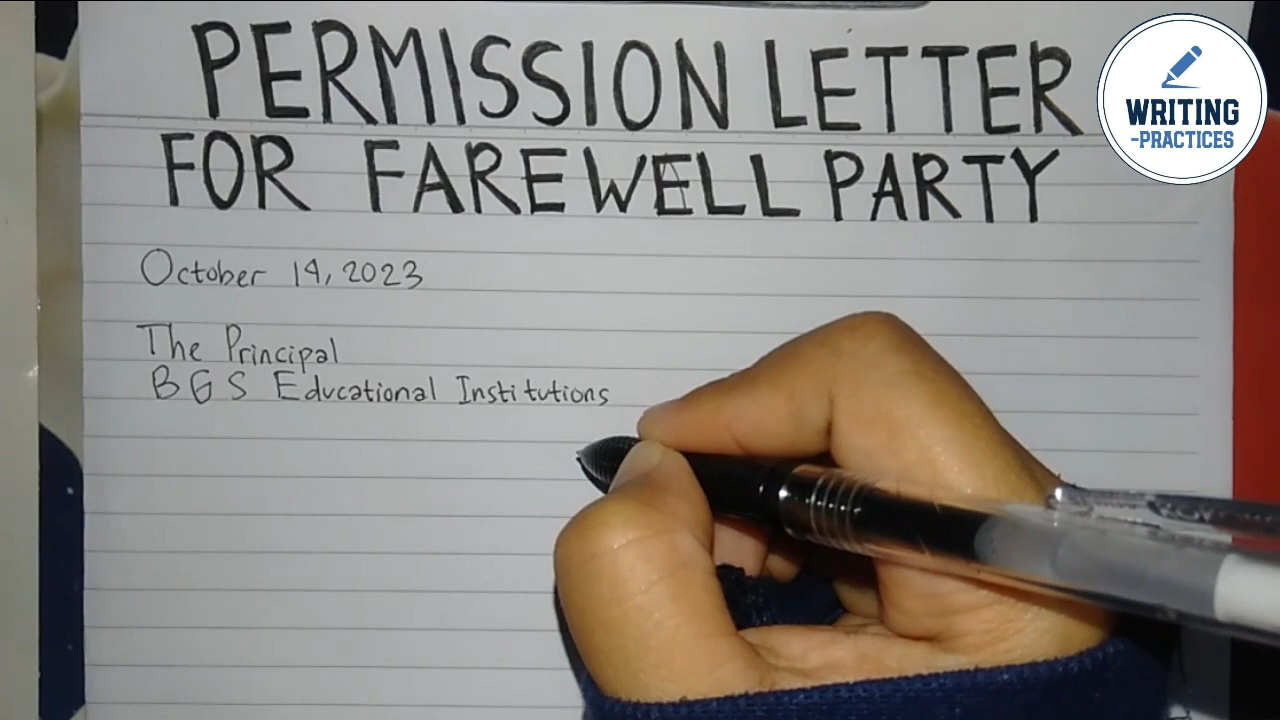 PERMISSION LETTER
FOR FAREWELL PARTY
WRITING
-PRACTICES
October 14, 2023
The Principal
BGS Educational Institutions